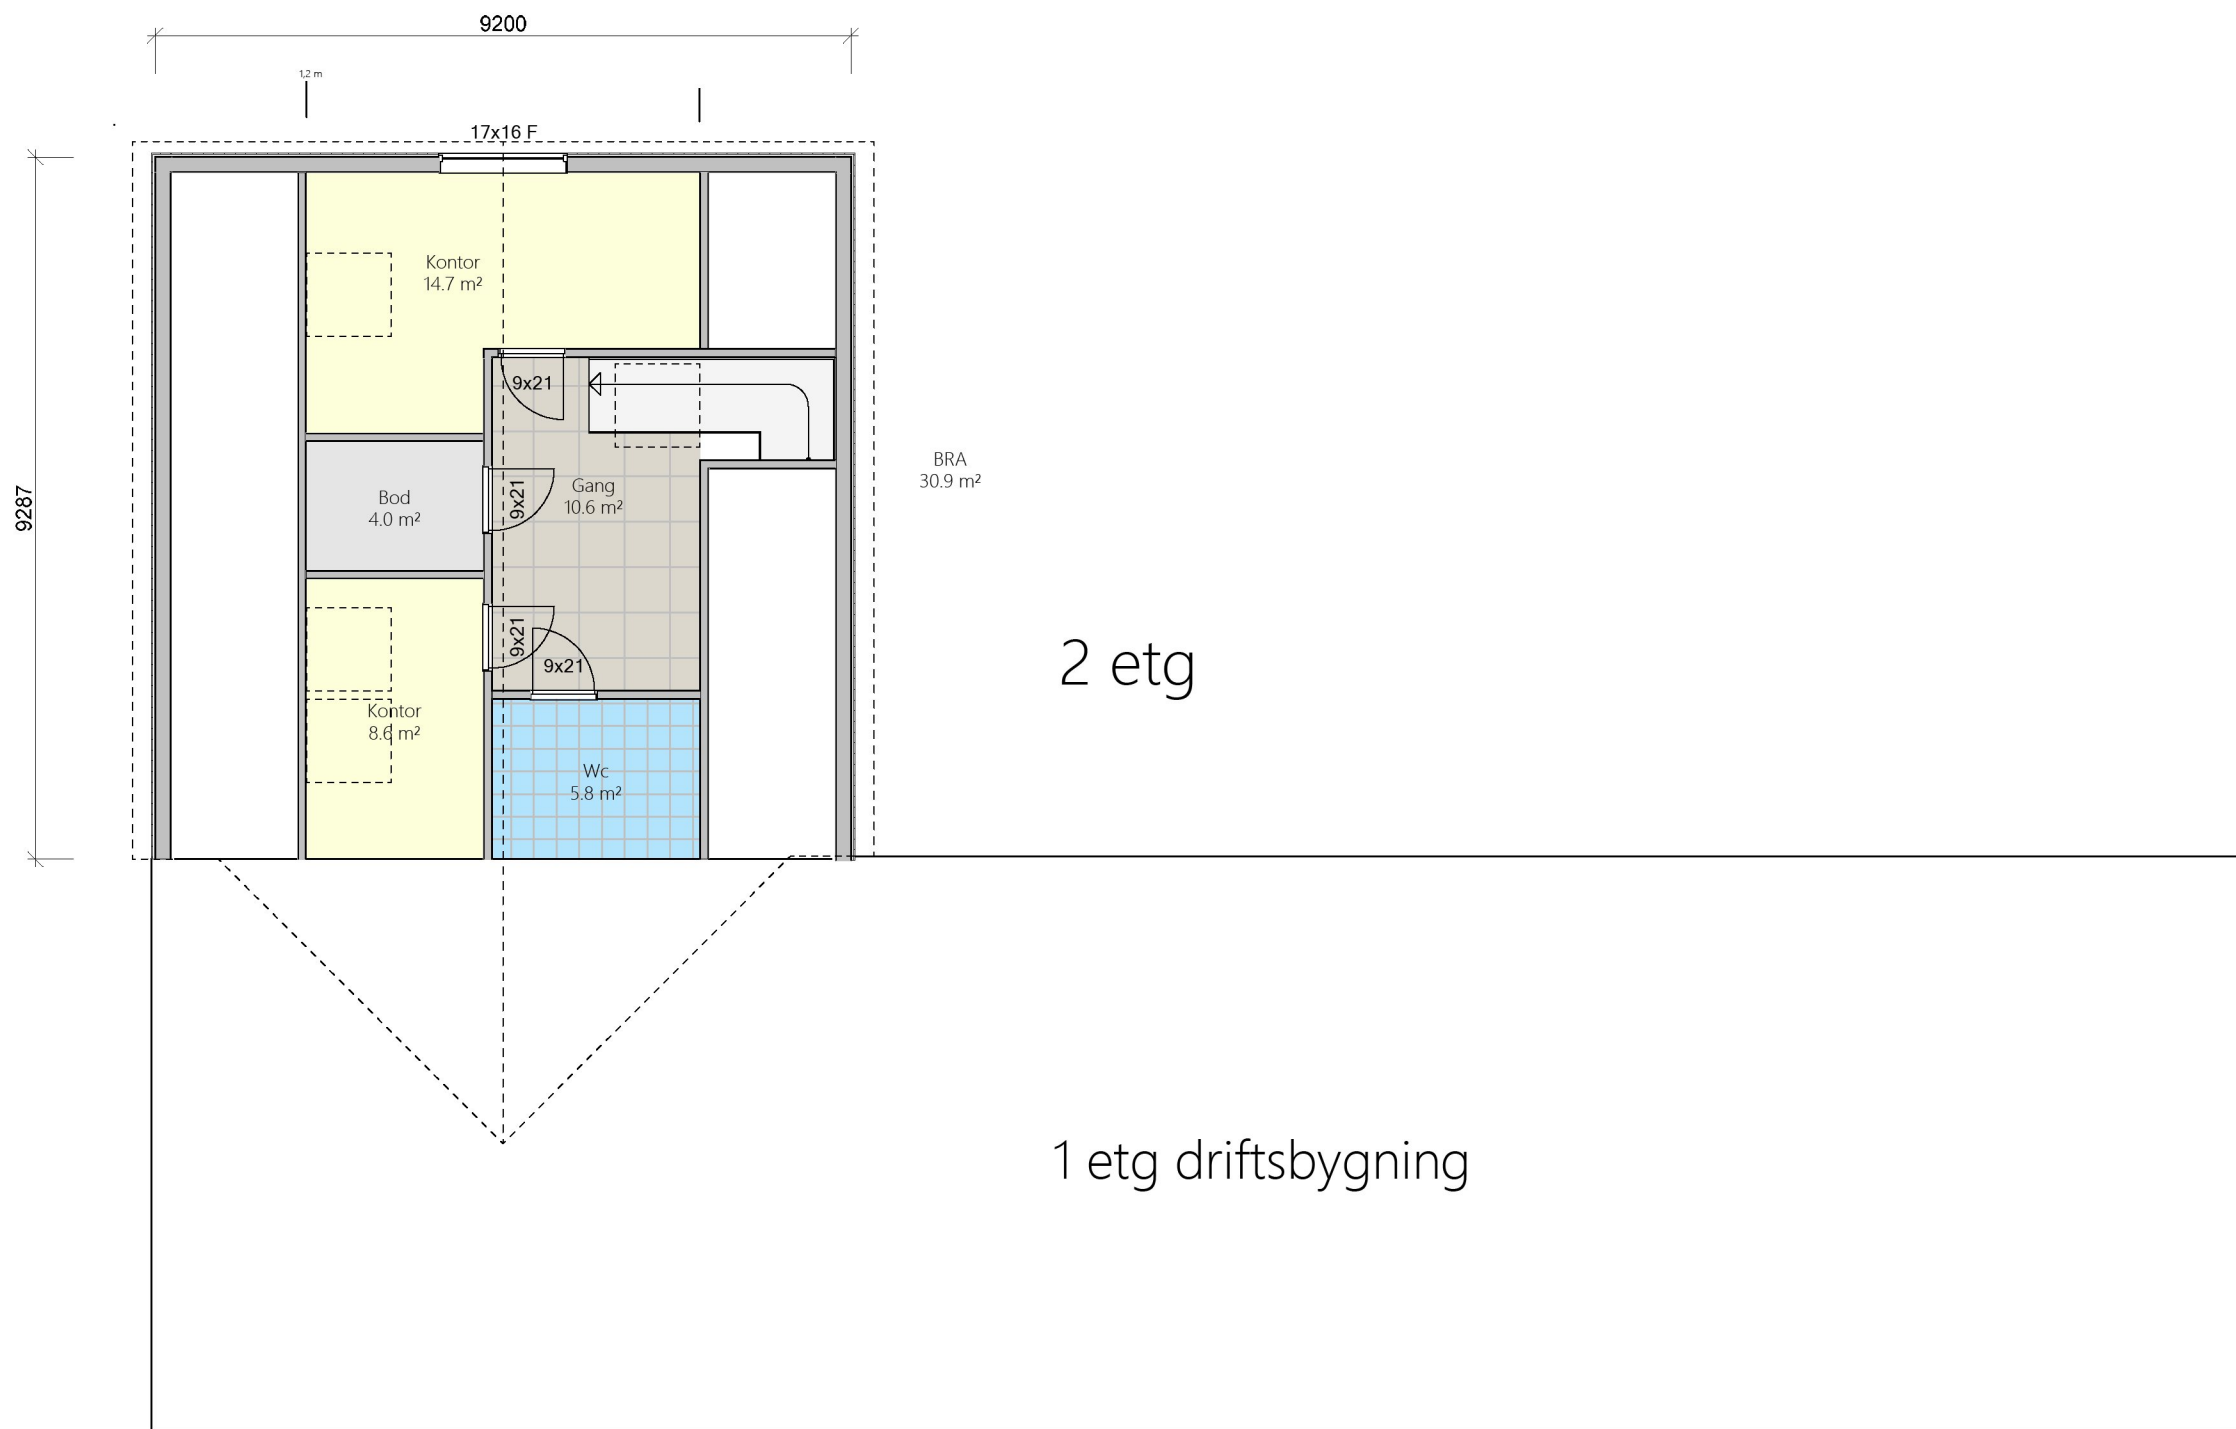 9200
1,2 m
17x16 F
Kontor
14.7 m²
9x21
9287
BRA
30.9 m²
Bod
4.0 m²
9x21
Gang
10.6 m²
9x21
9x21
2 etg
Kontor
8.6 m²
Wc
5.8 m²
1 etg driftsbygning